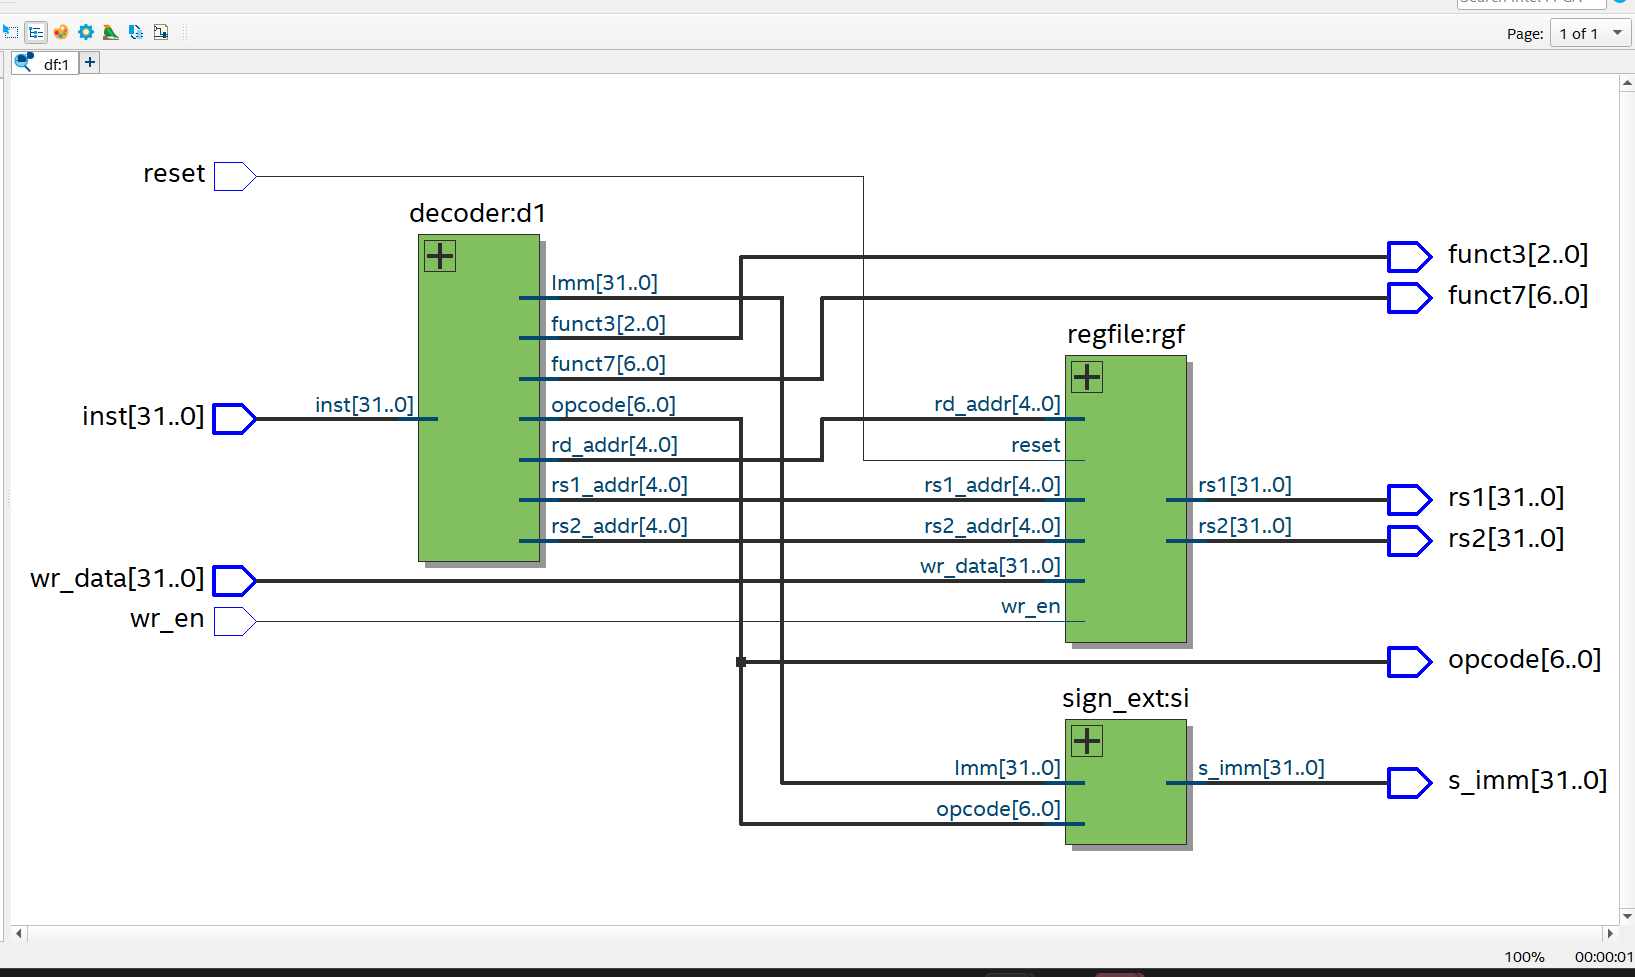 Page: 1 of 1
df:1
reset
decoder:d1
Imm[31..0]
funct3[2..0]
funct7[6..0]
inst[31..0]
inst[31..0]
opcode[6..0]
rd_addr[4..0]
rs1_addr[4..0]
rs2_addr[4..0]
wr_data[31..0]
wr_en
regfile:rgf
rd_addr[4..0]
reset
rs1_addr[4..0]
rs2_addr[4..0]
wr_data[31..0]
wr_en
rs1[31..0]
rs2[31..0]
sign_ext:si
Imm[31..0]
opcode[6..0]
s_imm[31..0]
funct3[2..0]
funct7[6..0]
rs1[31..0]
rs2[31..0]
opcode[6..0]
s_imm[31..0]
100% 00:00:01